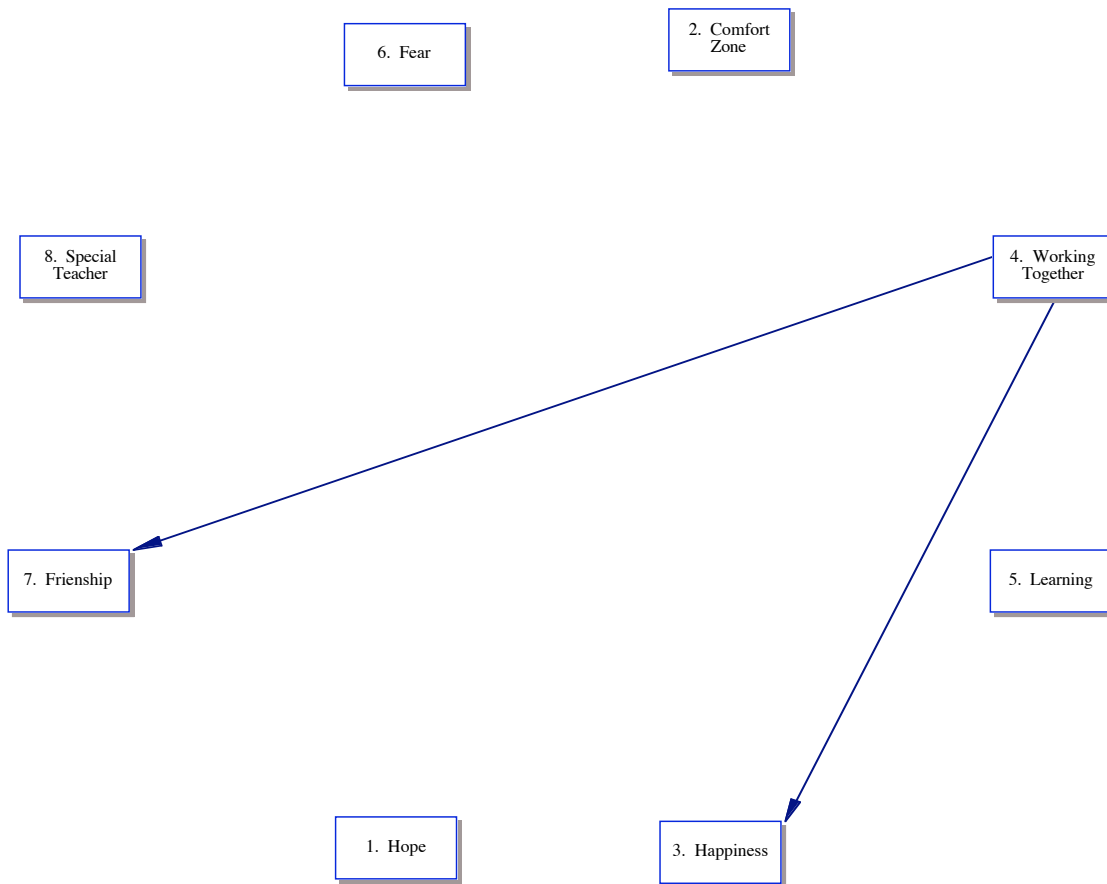 6. Fear
2. Comfort
Zone
8. Special
Teacher
4. Working
Together
7. Frienship
5. Learning
1. Hope
3. Happiness